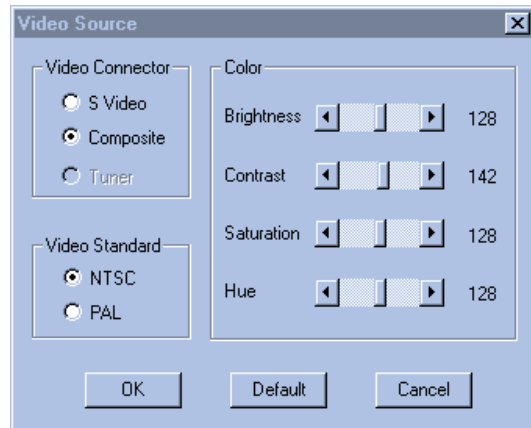 Video Source
Video Connector
S Video
Composite
Tuner
Video Standard
NTSC
PAL
Color
Brightness 128
Contrast 142
Saturation 128
Hue 128
OK Default Cancel